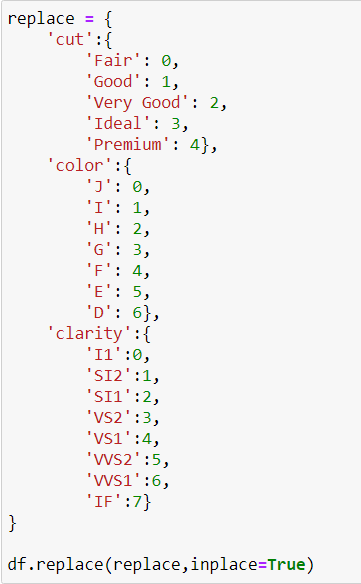 replace = {
    'cut':{
        'Fair': 0,
        'Good': 1,
        'Very Good': 2,
        'Ideal': 3,
        'Premium': 4},
    'color':{
        'J': 0,
        'I': 1,
        'H': 2,
        'G': 3,
        'F': 4,
        'E': 5,
        'D': 6},
    'clarity':{
        'I1':0,
        'SI2':1,
        'SI1':2,
        'VS2':3,
        'VS1':4,
        'VVS2':5,
        'VVS1':6,
        'IF':7}
}
df.replace(replace,inplace=True)